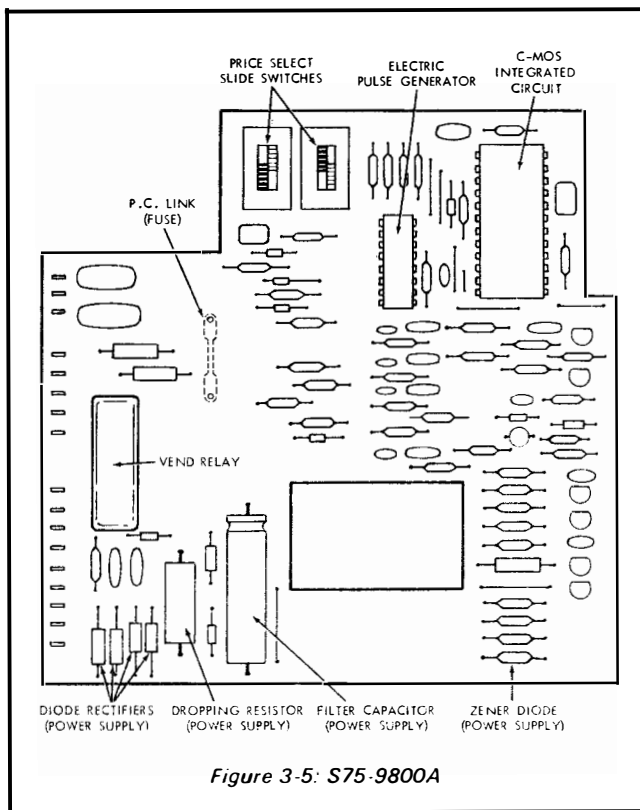 PRICE SELECT
SLIDE SWITCHES
ELECTRIC
PULSE GENERATOR
C-MOS
INTEGRATED
CIRCUIT
P.C. LINK
(FUSE)
VEND RELAY
DIODE RECTIFIERS
(POWER SUPPLY)
DROPPING RESISTOR
(POWER SUPPLY)
FILTER CAPACITOR
(POWER SUPPLY)
ZENER DIODE
(POWER SUPPLY)
Figure 3-5: S75-9800A